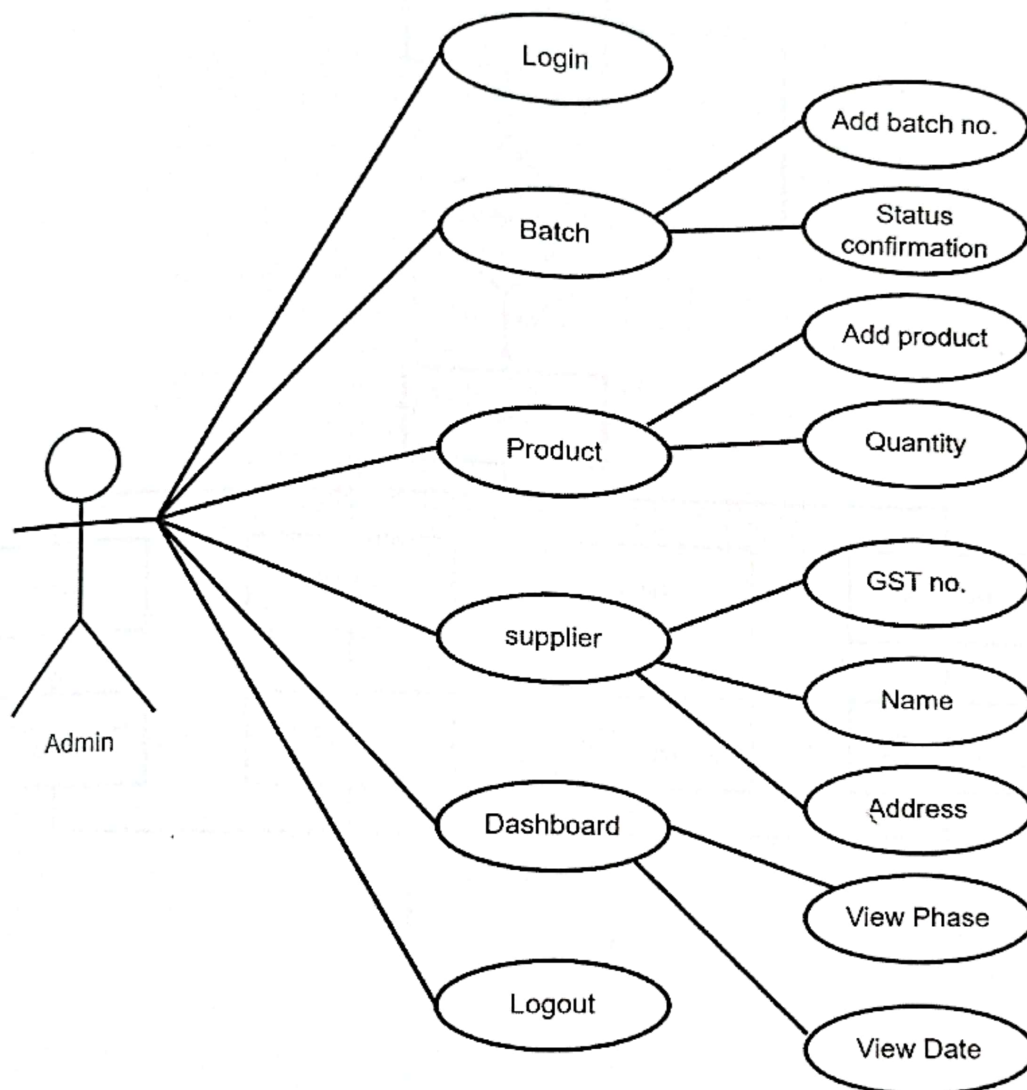 Login
Add batch no.
Batch
Status
confirmation
Add product
Product
Quantity
GST no.
supplier
Name
Admin
Address
Dashboard
View Phase
Logout
View Date